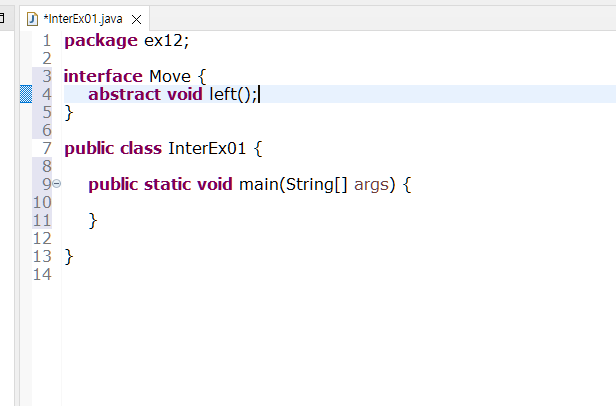 *InterEx01.java
1 package ex12;
2
3 interface Move {
4 abstract void left();
5 }
6
7 public class InterEx01 {
8
9 public static void main(String[] args) {
10
11 }
12
13 }
14